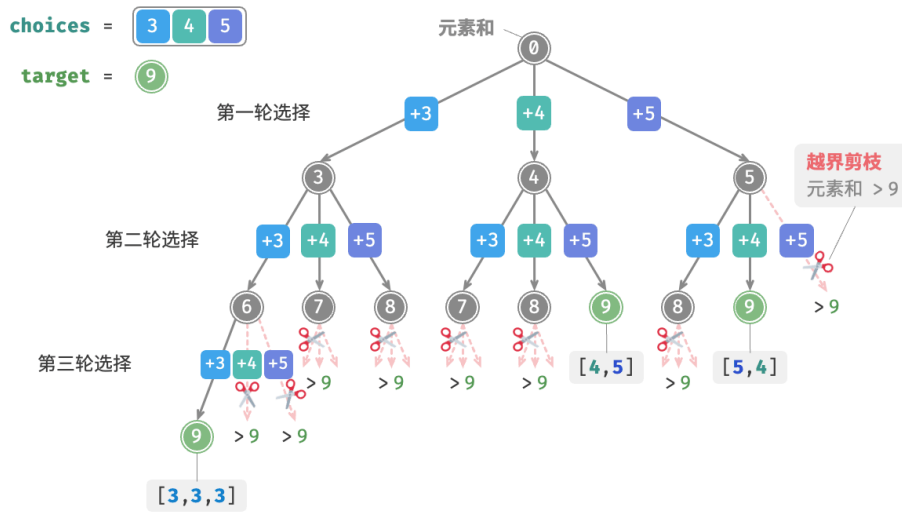 choices = 3 4 5
元素和
0
target = 9
第一轮选择
+3 +4 +5
越界剪枝
元素和 > 9
3 4 5
第二轮选择
+3 +4 +5 +3 +4 +5 +3 +4 +5
> 9
6 7 8 7 8 9 8 9
第三轮选择
+3 +4 +5
[4,5] [5,4]
> 9 > 9 > 9 > 9 > 9
9 > 9 > 9
[3,3,3]